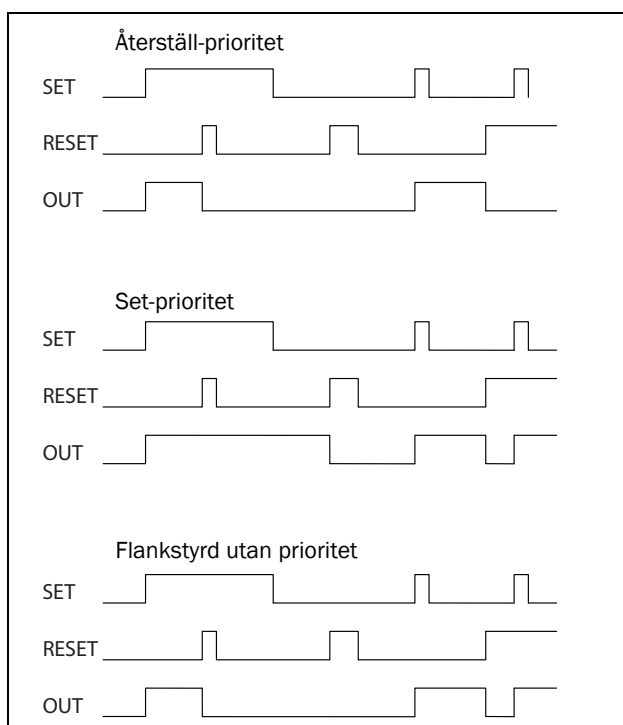 Återställ-prioritet
SET
RESET
OUT
Set-prioritet
SET
RESET
OUT
Flankstyrd utan prioritet
SET
RESET
OUT